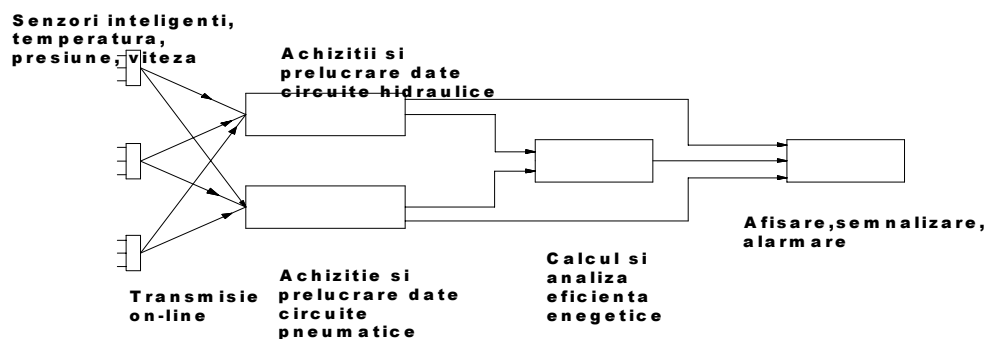 Senzori inteligenti,
temperatura,
presiune, viteza
Achizitii si
prelucrare date
circuite hidraulice
Afisare,semnalizare,
alarmare
Calcul si
analiza
eficienta
enegetice
Achizitie si
prelucrare date
circuite
pneumatice
Transmisie
on-line